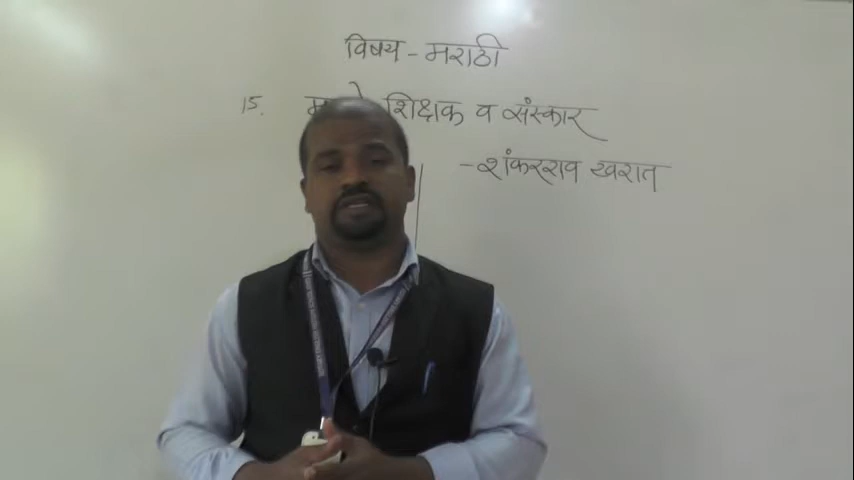 विषय - मराठी
15. शिक्षक व संस्कार
- शंकरराव खरात